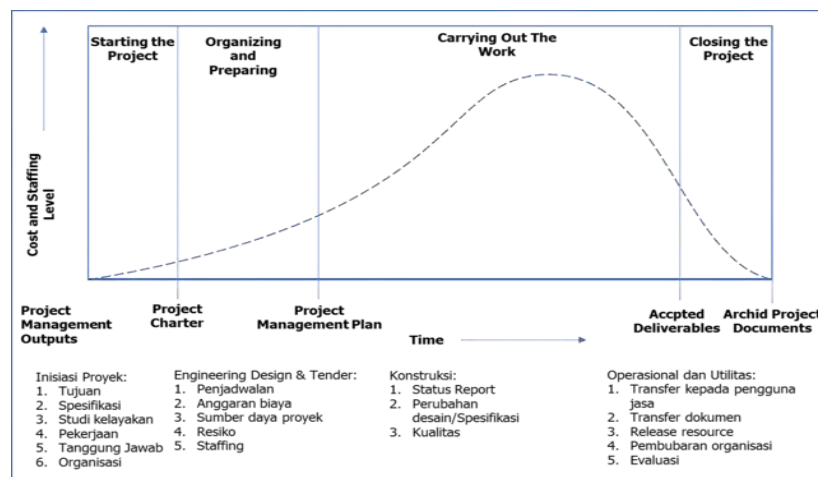 Starting the
Project
Organizing
and
Preparing
Carrying Out The
Work
Closing the
Project
Cost and Staffing
Level
Project
Management
Outputs
Project
Charter
Project
Management Plan
Time
Accpted
Deliverables
Archid Project
Documents
Inisiasi Proyek:
1. Tujuan
2. Spesifikasi
3. Studi kelayakan
4. Pekerjaan
5. Tanggung Jawab
6. Organisasi
Engineering Design & Tender:
1. Penjadwalan
2. Anggaran biaya
3. Sumber daya proyek
4. Resiko
5. Staffing
Konstruksi:
1. Status Report
2. Perubahan
desain/Spesifikasi
3. Kualitas
Operasional dan Utilitas:
1. Transfer kepada pengguna
jasa
2. Transfer dokumen
3. Release resource
4. Pembubaran organisasi
5. Evaluasi